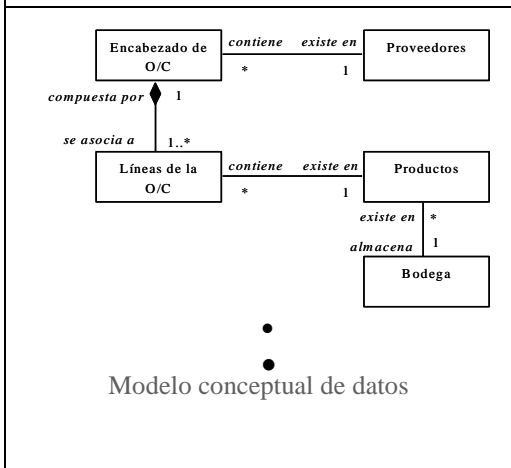 Encabezado de O/C
contiene existe en
Proveedores
* 1
compuesta por 1
se asocia a 1..*
Líneas de la O/C
contiene existe en
Productos
* 1
existe en *
almacena 1
Bodega
Modelo conceptual de datos